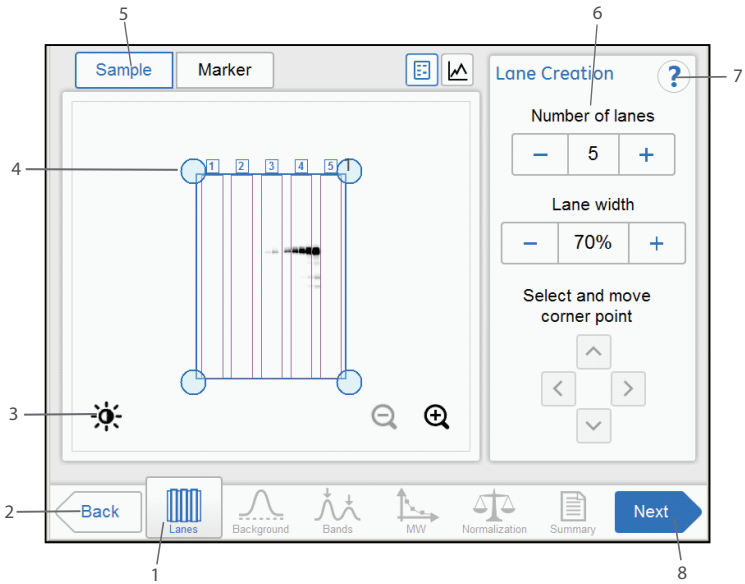 5
6
Sample
Marker
Lane Creation
?
7
Number of lanes
4
1
2
3
4
5
1
− 5 +
Lane width
− 70% +
Select and move
corner point
3
2
Back
Lanes
Background
Bands
MW
Normalization
Summary
Next
1
8